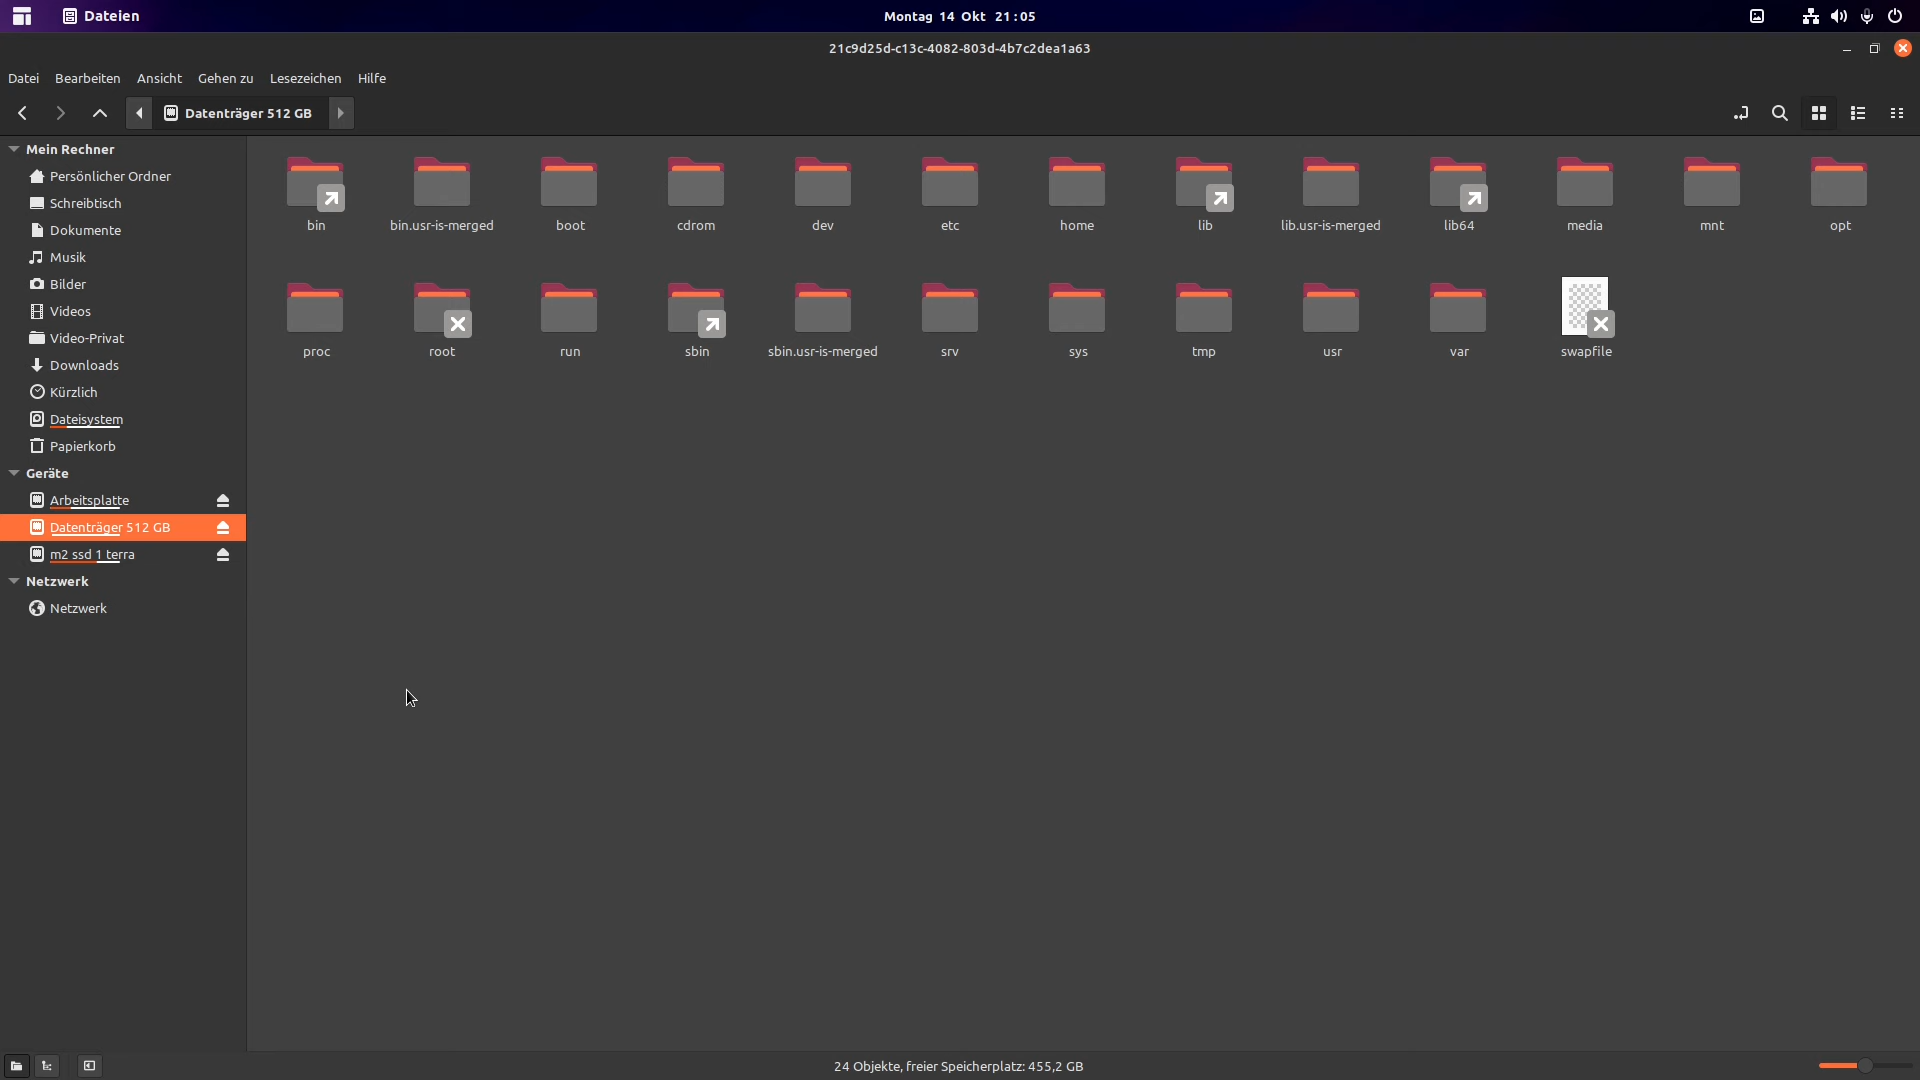 Dateien
Montag 14 Okt 21:05
21c9d25d-c13c-4082-803d-4b7c2dea1a63
Datei Bearbeiten Ansicht Gehen zu Lesezeichen Hilfe
Datenträger 512 GB
Mein Rechner
Persönlicher Ordner
Schreibtisch
Dokumente
Musik
Bilder
Videos
Video-Privat
Downloads
Kürzlich
Dateisystem
Papierkorb
Geräte
Arbeitsplatte
Datenträger 512 GB
m2 ssd 1 terra
Netzwerk
Netzwerk
bin bin.usr-is-merged boot cdrom dev etc home lib lib.usr-is-merged lib64 media mnt opt
proc root run sbin sbin.usr-is-merged srv sys tmp usr var swapfile
24 Objekte, freier Speicherplatz: 455,2 GB